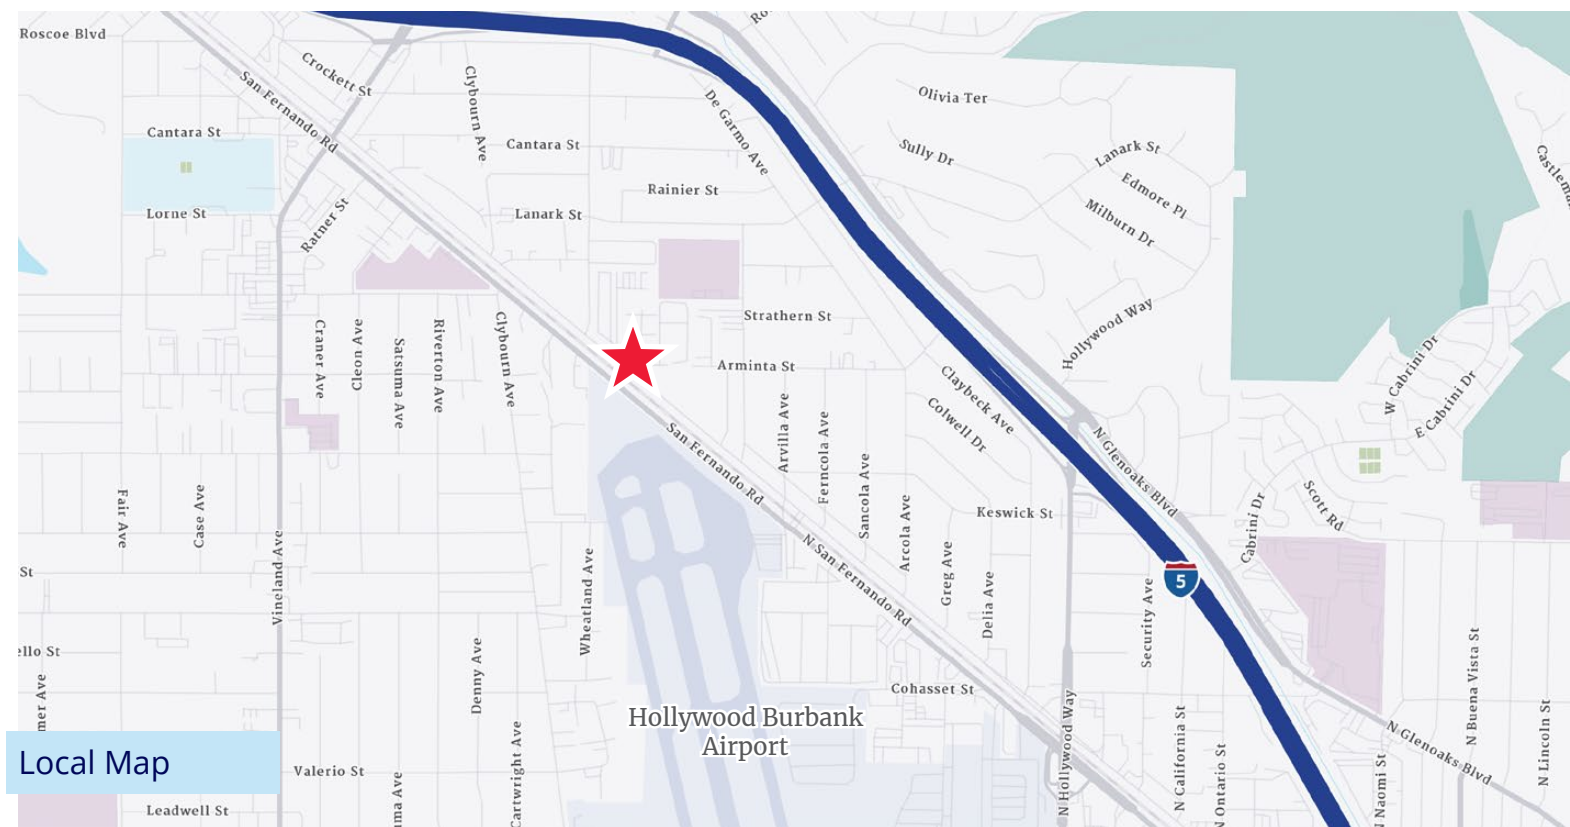 Roscoe Blvd
Crockett St
San Fernando Rd
Clybourn Ave
De Garmo Ave
Olivia Ter
Cantara St
Cantara St
Sully Dr
Lanark St
Edmore Pl
Milburn Dr
Rainier St
Lorne St
Ratner St
Lanark St
Hollywood Way
Strathern St
Arminta St
Craner Ave
Cleon Ave
Satsuma Ave
Riverton Ave
Clybourn Ave
Claybeck Ave
Colwell Dr
W Cabrini Dr
E Cabrini Dr
San Fernando Rd
Arvilla Ave
Ferncola Ave
Sancola Ave
Arcola Ave
Greg Ave
Delia Ave
N Glenoaks Blvd
Keswick St
Cabrini Dr
Scott Rd
Fair Ave
Case Ave
Vineland Ave
Wheatland Ave
N San Fernando Rd
5
Security Ave
St
ello St
mer Ave
Denny Ave
Cohasset St
Hollywood Burbank
Airport
N Hollywood Way
N California St
N Ontario St
N Buena Vista St
N Glenoaks Blvd
N Lincoln St
N Naomi St
Local Map
Valerio St
uma Ave
Cartwright Ave
Leadwell St